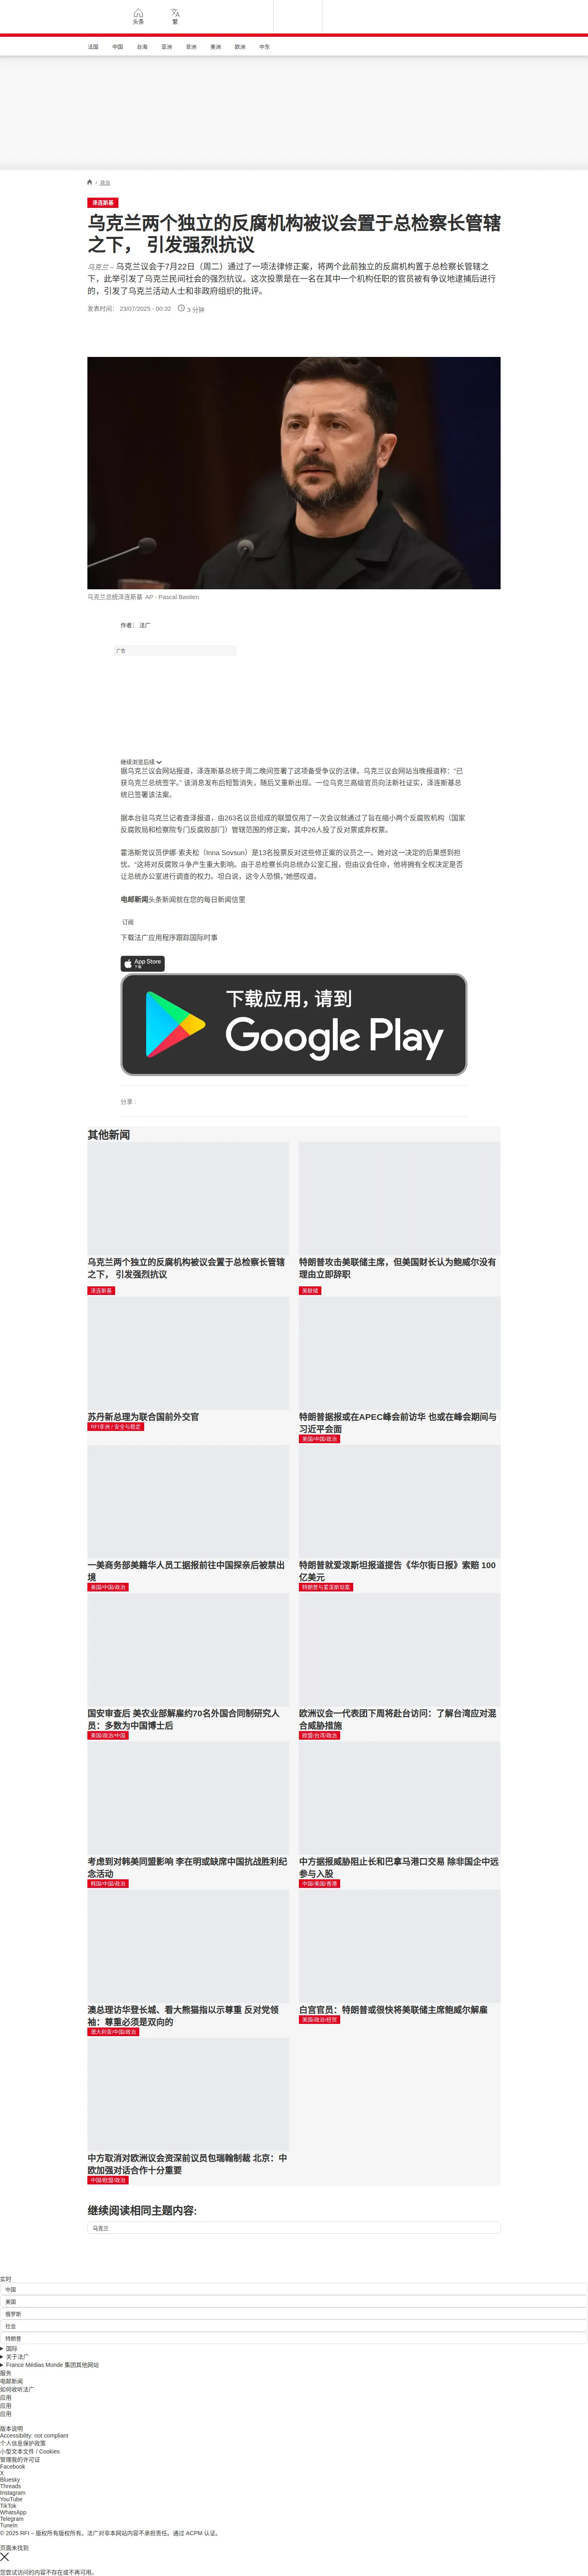 头条
繁
法国 中国 台海 亚洲 非洲 美洲 欧洲 中东
/ 政治
泽连斯基
乌克兰两个独立的反腐机构被议会置于总检察长管辖
之下， 引发强烈抗议
乌克兰 – 乌克兰议会于7月22日（周二）通过了一项法律修正案，将两个此前独立的反腐机构置于总检察长管辖之
下，此举引发了乌克兰民间社会的强烈抗议。这次投票是在一名在其中一个机构任职的官员被有争议地逮捕后进行
的，引发了乌克兰活动人士和非政府组织的批评。
发表时间： 23/07/2025 - 00:32 3 分钟
乌克兰总统泽连斯基 AP - Pascal Bastien
作者： 法广
广告
继续浏览后续
据乌克兰议会网站报道，泽连斯基总统于周二晚间签署了这项备受争议的法律。乌克兰议会网站当晚报道称：“已
获乌克兰总统签字。” 该消息发布后短暂消失，随后又重新出现。一位乌克兰高级官员向法新社证实，泽连斯基总
统已签署该法案。
据本台驻乌克兰记者查泽报道，由263名议员组成的联盟仅用了一次会议就通过了旨在缩小两个反腐败机构（国家
反腐败局和检察院专门反腐败部门）管辖范围的修正案，其中26人投了反对票或弃权票。
霍洛斯党议员伊娜·索夫松（Inna Sovsun）是13名投票反对这些修正案的议员之一。她对这一决定的后果感到担
忧。“这将对反腐败斗争产生重大影响。由于总检察长向总统办公室汇报，但由议会任命，他将拥有全权决定是否
让总统办公室进行调查的权力。坦白说，这令人恐惧，”她感叹道。
电邮新闻头条新闻就在您的每日新闻信里
订阅
下载法广应用程序跟踪国际时事
App Store
下载
下载应用，请到
Google Play
分享 :
其他新闻
乌克兰两个独立的反腐机构被议会置于总检察长管辖
之下， 引发强烈抗议
泽连斯基
特朗普攻击美联储主席，但美国财长认为鲍威尔没有
理由立即辞职
美联储
苏丹新总理为联合国前外交官
RFI非洲 / 安全与稳定
特朗普据报或在APEC峰会前访华 也或在峰会期间与
习近平会面
美国/中国/政治
一美商务部美籍华人员工据报前往中国探亲后被禁出
境
美国/中国/政治
特朗普就爱泼斯坦报道提告《华尔街日报》索赔 100
亿美元
特朗普与爱泼斯坦案
国安审查后 美农业部解雇约70名外国合同制研究人
员：多数为中国博士后
美国/政治/中国
欧洲议会一代表团下周将赴台访问：了解台湾应对混
合威胁措施
欧盟/台湾/政治
考虑到对韩美同盟影响 李在明或缺席中国抗战胜利纪
念活动
韩国/中国/政治
中方据报威胁阻止长和巴拿马港口交易 除非国企中远
参与入股
中国/美国/香港
澳总理访华登长城、看大熊猫指以示尊重 反对党领
袖：尊重必须是双向的
澳大利亚/中国/政治
白宫官员：特朗普或很快将美联储主席鲍威尔解雇
美国/政治/经贸
中方取消对欧洲议会资深前议员包瑞翰制裁 北京：中
欧加强对话合作十分重要
中国/欧盟/政治
继续阅读相同主题内容:
乌克兰
实时
中国
美国
俄罗斯
社会
特朗普
国际
关于法广
France Médias Monde 集团其他网站
服务
电邮新闻
如何收听法广
应用
应用
应用
版本说明
Accessibility: not compliant
个人信息保护政策
小型文本文件 / Cookies
管理我的许可证
Facebook
X
Bluesky
Threads
Instagram
YouTube
TikTok
WhatsApp
Telegram
TuneIn
© 2025 RFI – 版权所有版权所有。法广对非本网站内容不承担责任。通过 ACPM 认证。
页面未找到
您尝试访问的内容不存在或不再可用。